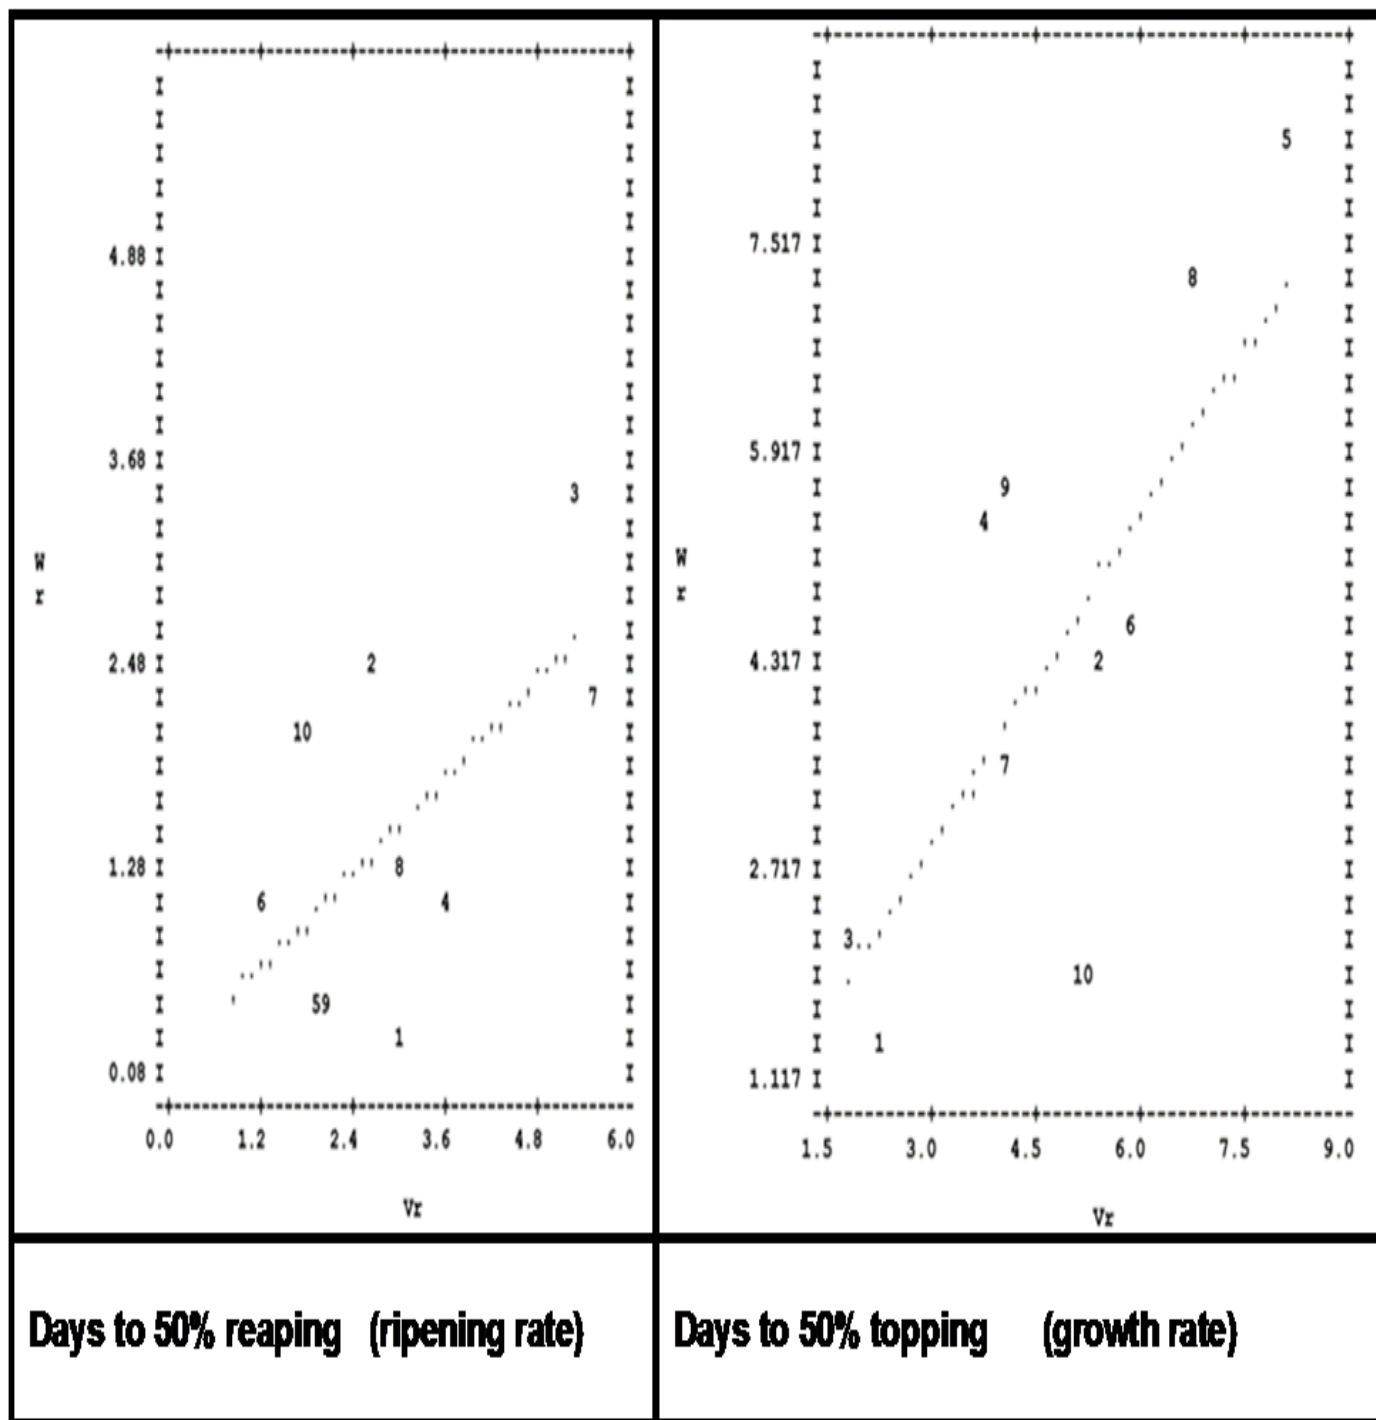 4.88
3.68
3
W
r
2.48
2
7
10
1.28
8
6
4
59
1
0.08
0.0 1.2 2.4 3.6 4.8 6.0
Vr
Days to 50% reaping (ripening rate)
5
7.517
8
5.917
9
4
W
r
6
4.317
2
7
2.717
3
10
1
1.117
1.5 3.0 4.5 6.0 7.5 9.0
Vr
Days to 50% topping (growth rate)